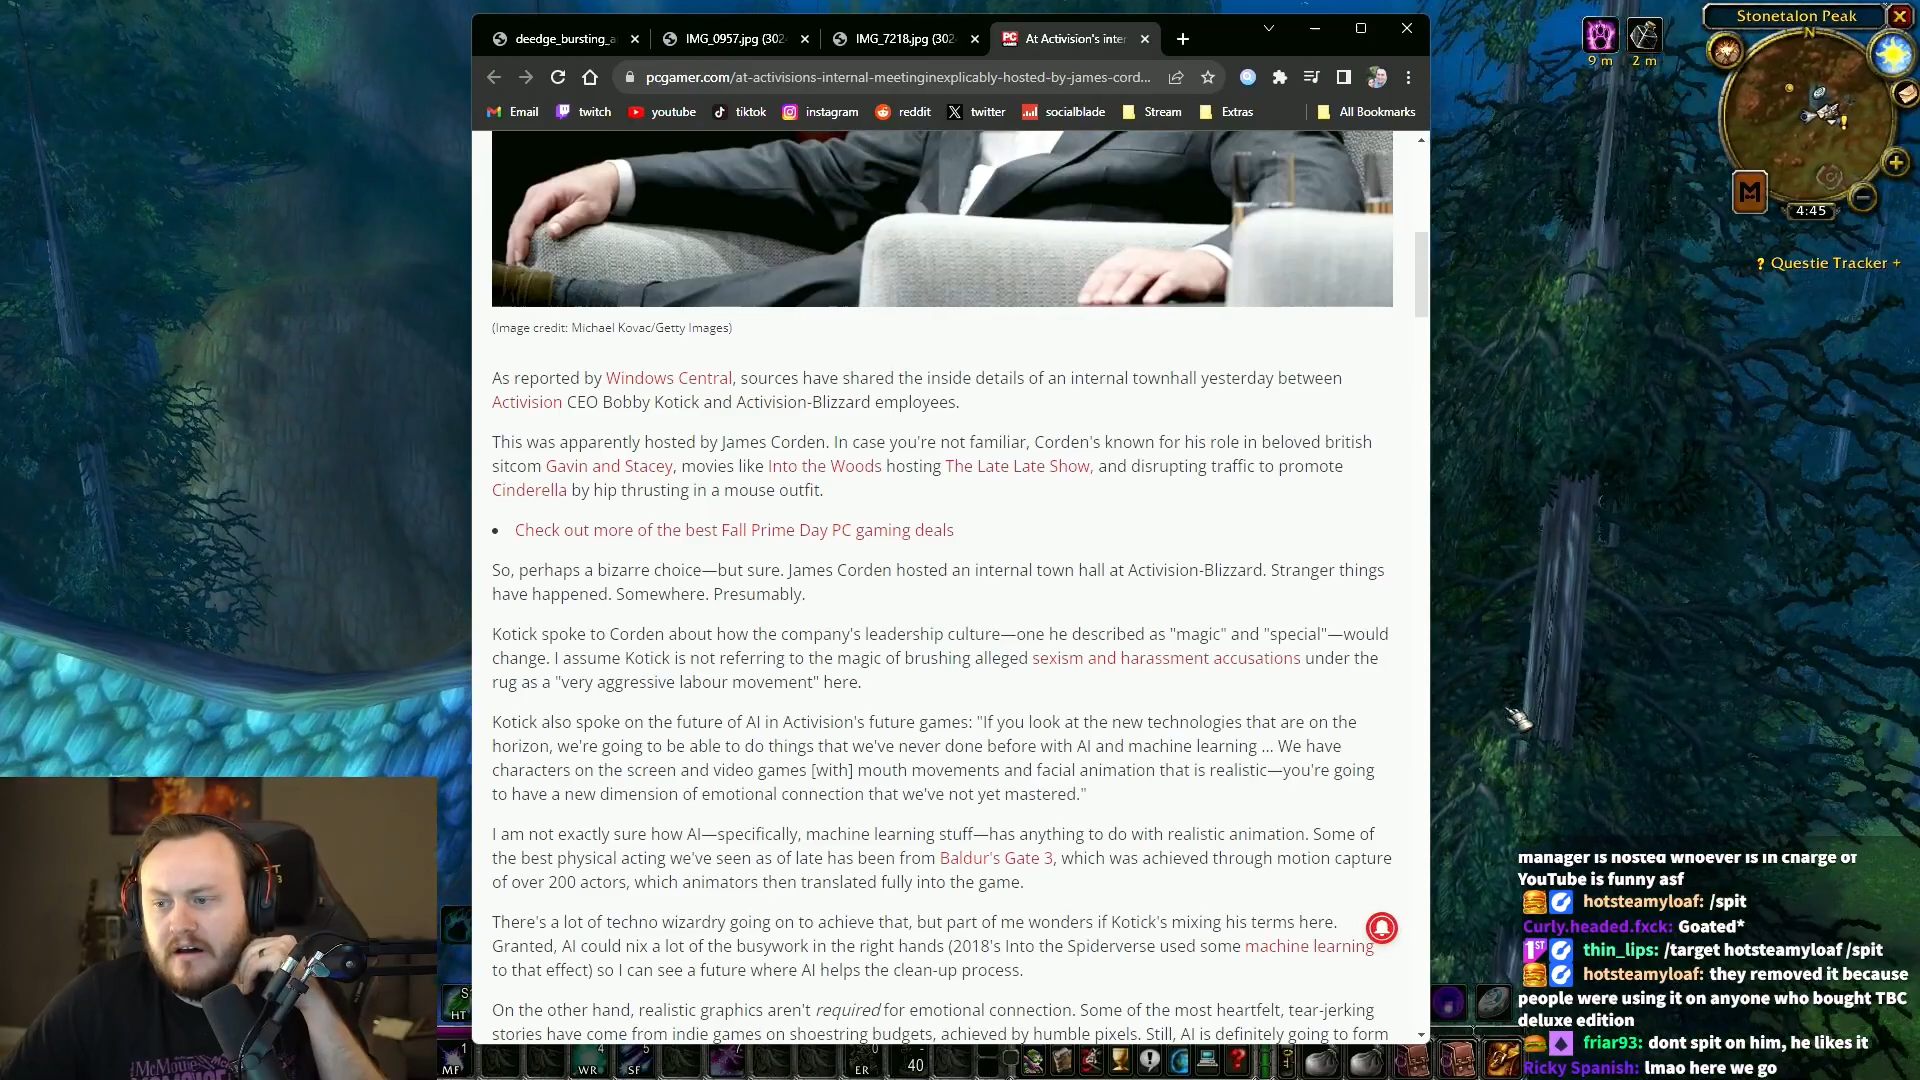 deedge_bursting_a
IMG_0957.jpg (302
IMG_7218.jpg (302
At Activision's inter
pcgamer.com/at-activisions-internal-meetinginexplicably-hosted-by-james-cord...
Email
twitch
youtube
tiktok
instagram
reddit
twitter
socialblade
Stream
Extras
All Bookmarks
(Image credit: Michael Kovac/Getty Images)
As reported by Windows Central, sources have shared the inside details of an internal townhall yesterday between
Activision CEO Bobby Kotick and Activision-Blizzard employees.
This was apparently hosted by James Corden. In case you're not familiar, Corden's known for his role in beloved british
sitcom Gavin and Stacey, movies like Into the Woods hosting The Late Late Show, and disrupting traffic to promote
Cinderella by hip thrusting in a mouse outfit.
Check out more of the best Fall Prime Day PC gaming deals
So, perhaps a bizarre choice—but sure. James Corden hosted an internal town hall at Activision-Blizzard. Stranger things
have happened. Somewhere. Presumably.
Kotick spoke to Corden about how the company's leadership culture—one he described as "magic" and "special"—would
change. I assume Kotick is not referring to the magic of brushing alleged sexism and harassment accusations under the
rug as a "very aggressive labour movement" here.
Kotick also spoke on the future of AI in Activision's future games: "If you look at the new technologies that are on the
horizon, we're going to be able to do things that we've never done before with AI and machine learning ... We have
characters on the screen and video games [with] mouth movements and facial animation that is realistic—you're going
to have a new dimension of emotional connection that we've not yet mastered."
I am not exactly sure how AI—specifically, machine learning stuff—has anything to do with realistic animation. Some of
the best physical acting we've seen as of late has been from Baldur's Gate 3, which was achieved through motion capture
of over 200 actors, which animators then translated fully into the game.
There's a lot of techno wizardry going on to achieve that, but part of me wonders if Kotick's mixing his terms here.
Granted, AI could nix a lot of the busywork in the right hands (2018's Into the Spiderverse used some machine learning
to that effect) so I can see a future where AI helps the clean-up process.
On the other hand, realistic graphics aren't required for emotional connection. Some of the most heartfelt, tear-jerking
stories have come from indie games on shoestring budgets, achieved by humble pixels. Still, AI is definitely going to form
Stonetalon Peak
N
9 m
2 m
4:45
? Questie Tracker +
manager is hosted whoever is in charge of
YouTube is funny asf
hotsteamyloaf: /spit
Curly.headed.fxck: Goated*
1ST thin_lips: /target hotsteamyloaf /spit
hotsteamyloaf: they removed it because
people were using it on anyone who bought TBC
deluxe edition
friar93: dont spit on him, he likes it
Ricky Spanish: lmao here we go
HT
MF
1
WR
4
SF
5
7
ER
0
40